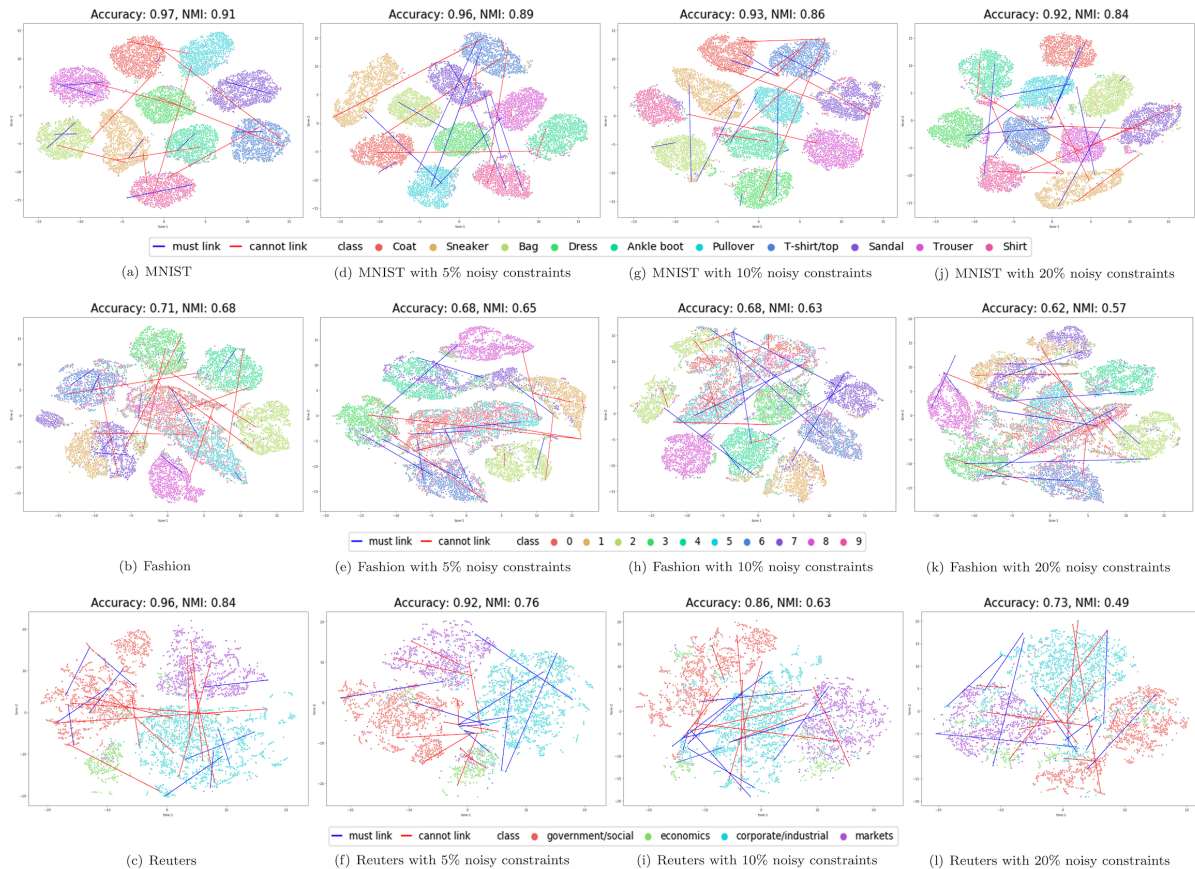 Accuracy: 0.97, NMI: 0.91
Accuracy: 0.96, NMI: 0.89
Accuracy: 0.93, NMI: 0.86
Accuracy: 0.92, NMI: 0.84
must link cannot link class Coat Sneaker Bag Dress Ankle boot Pullover T-shirt/top Sandal Trouser Shirt
(a) MNIST
(d) MNIST with 5% noisy constraints
(g) MNIST with 10% noisy constraints
(j) MNIST with 20% noisy constraints
Accuracy: 0.71, NMI: 0.68
Accuracy: 0.68, NMI: 0.65
Accuracy: 0.68, NMI: 0.63
Accuracy: 0.62, NMI: 0.57
must link cannot link class 0 1 2 3 4 5 6 7 8 9
(b) Fashion
(e) Fashion with 5% noisy constraints
(h) Fashion with 10% noisy constraints
(k) Fashion with 20% noisy constraints
Accuracy: 0.96, NMI: 0.84
Accuracy: 0.92, NMI: 0.76
Accuracy: 0.86, NMI: 0.63
Accuracy: 0.73, NMI: 0.49
must link cannot link class government/social economics corporate/industrial markets
(c) Reuters
(f) Reuters with 5% noisy constraints
(i) Reuters with 10% noisy constraints
(l) Reuters with 20% noisy constraints